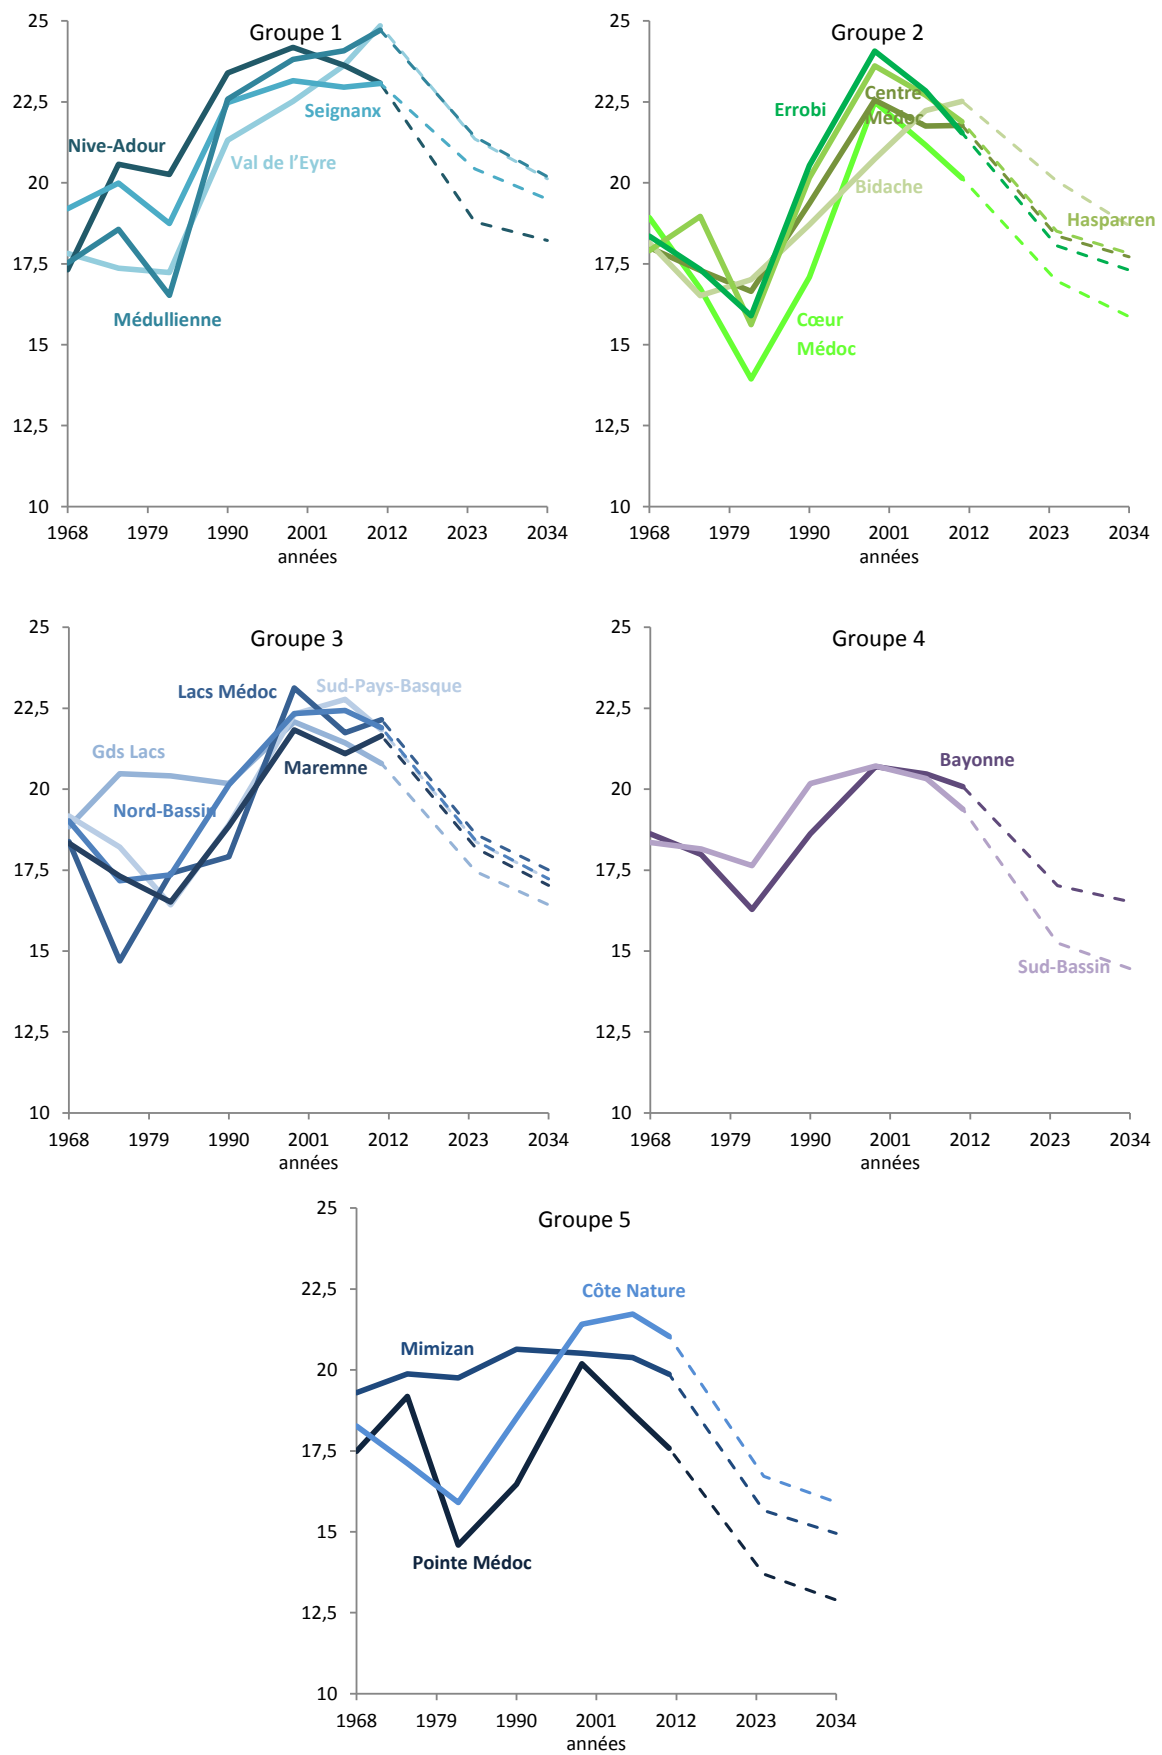 Groupe 1
25
22,5
20
17,5
15
12,5
10
Nive-Adour
Seignanx
Val de l’Eyre
Médullienne
1968 1979 1990 2001 2012 2023 2034
années
Groupe 2
25
22,5
20
17,5
15
12,5
10
Errobi
Centre
Médoc
Bidache
Hasparren
Cœur
Médoc
1968 1979 1990 2001 2012 2023 2034
années
Groupe 3
25
22,5
20
17,5
15
12,5
10
Lacs Médoc
Sud-Pays-Basque
Gds Lacs
Maremne
Nord-Bassin
1968 1979 1990 2001 2012 2023 2034
années
Groupe 4
25
22,5
20
17,5
15
12,5
10
Bayonne
Sud-Bassin
1968 1979 1990 2001 2012 2023 2034
années
Groupe 5
25
22,5
20
17,5
15
12,5
10
Côte Nature
Mimizan
Pointe Médoc
1968 1979 1990 2001 2012 2023 2034
années